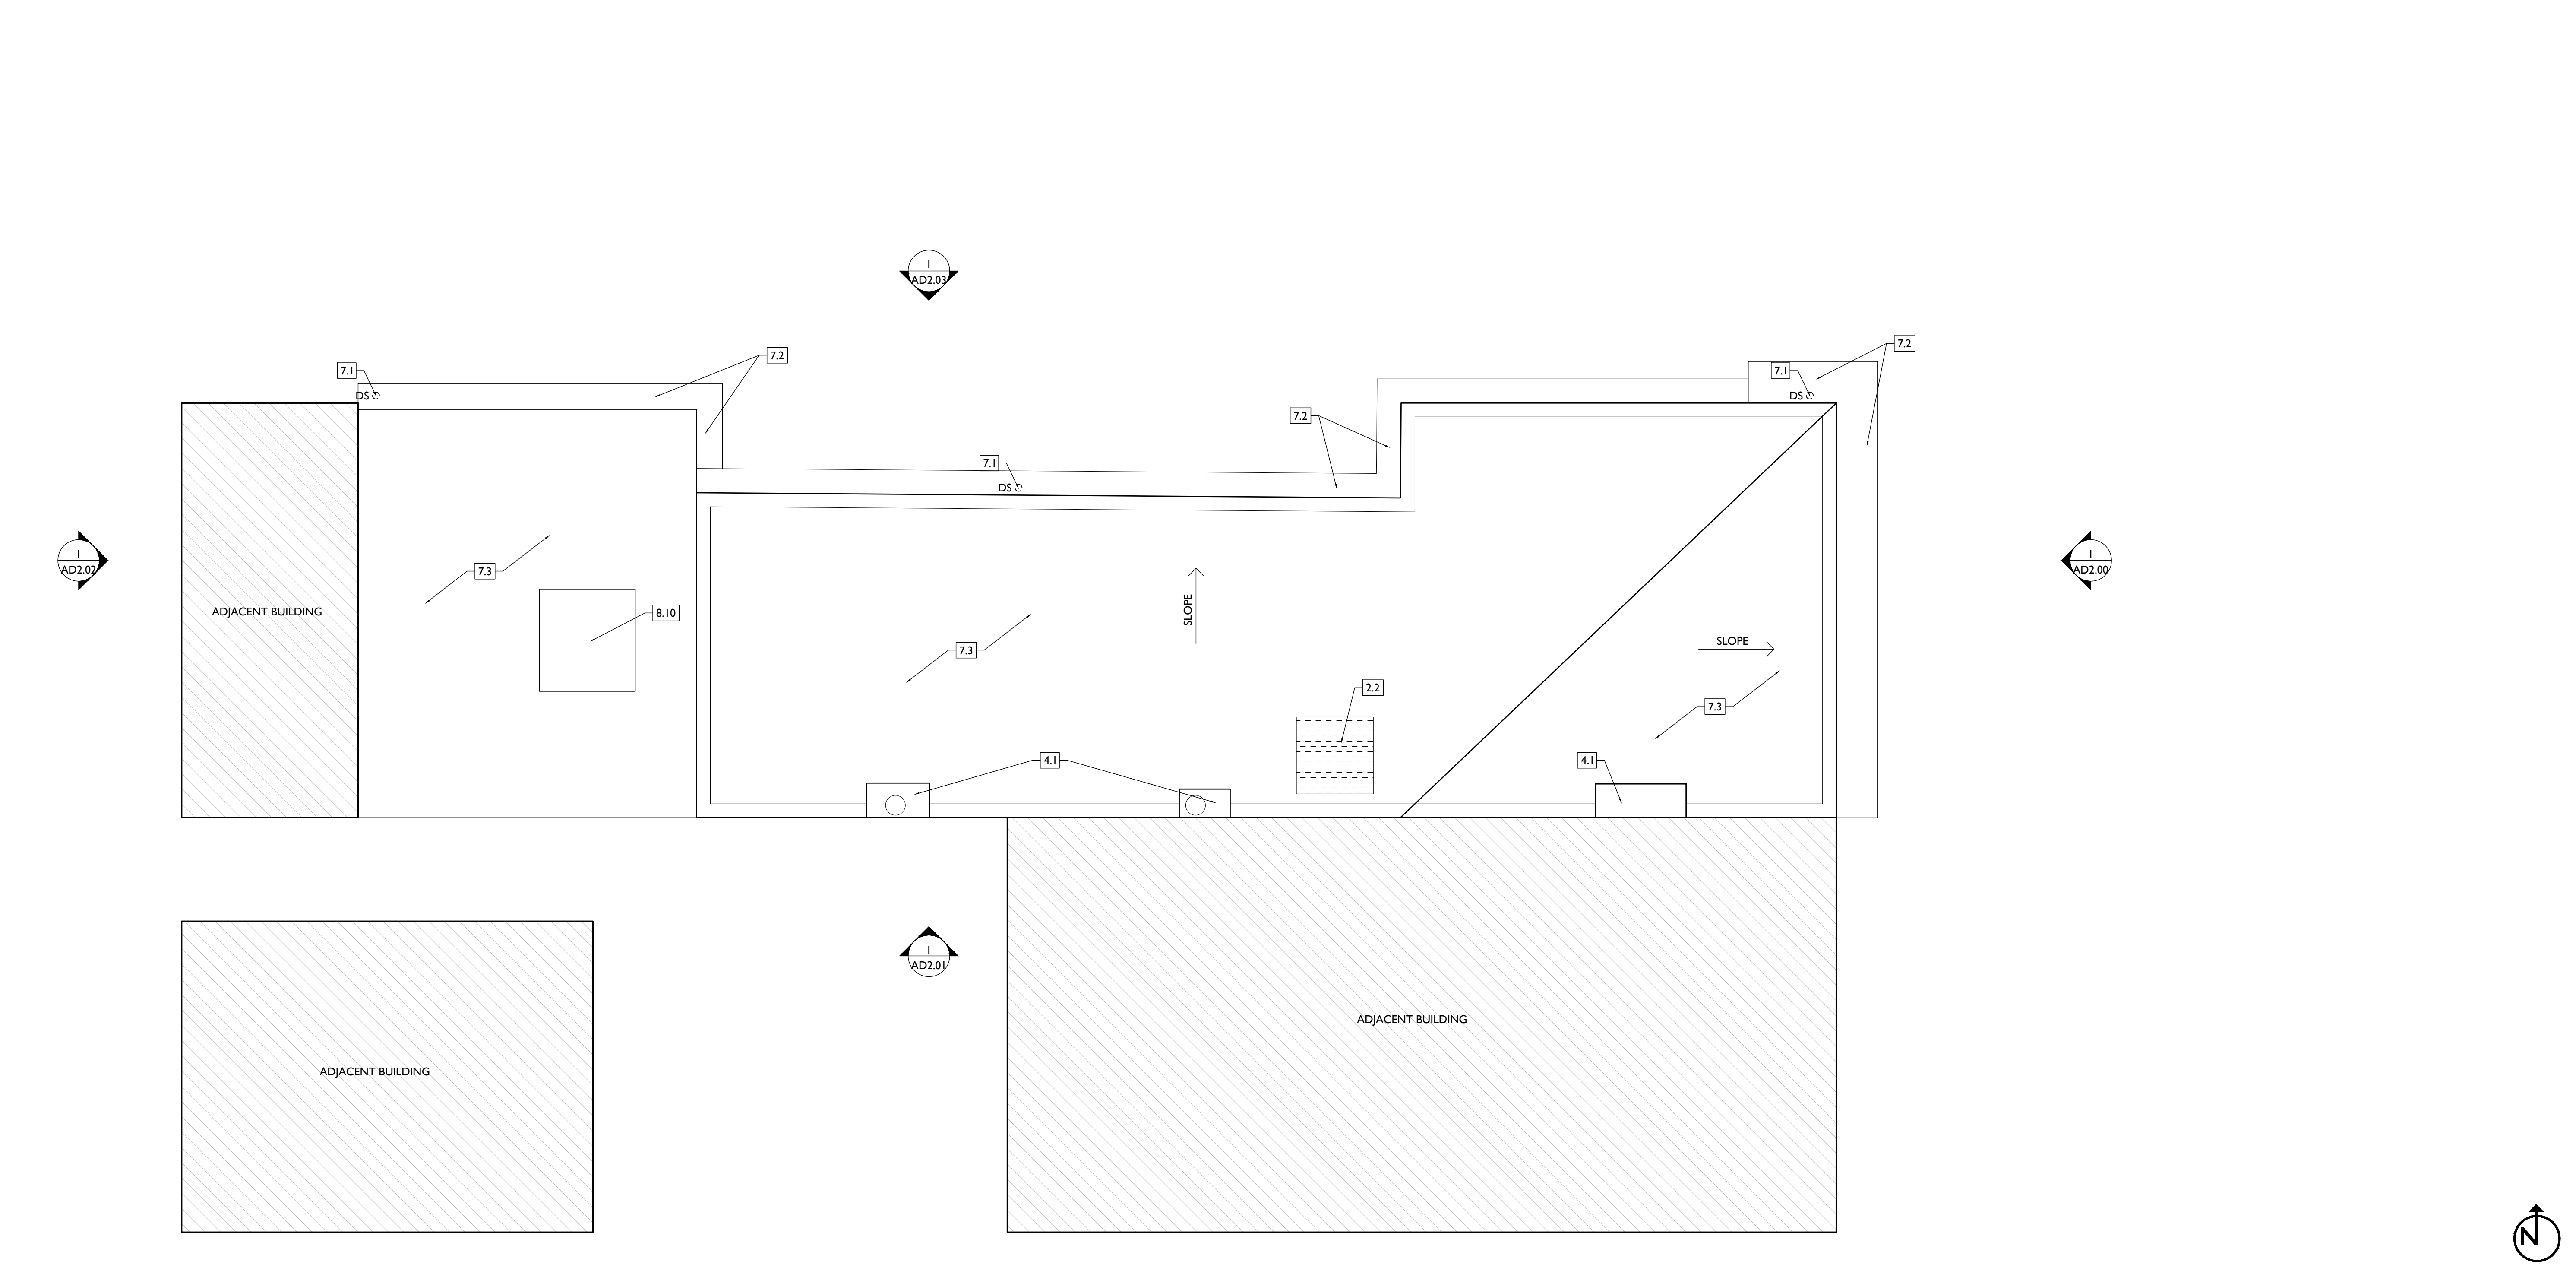 1
AD2.03
7.2
7.2
7.1
7.1
DS
DS
7.2
7.1
DS
1
AD2.02
1
AD2.00
7.3
ADJACENT BUILDING
8.10
SLOPE
SLOPE
7.3
2.2
7.3
4.1
4.1
1
AD2.01
ADJACENT BUILDING
ADJACENT BUILDING
N